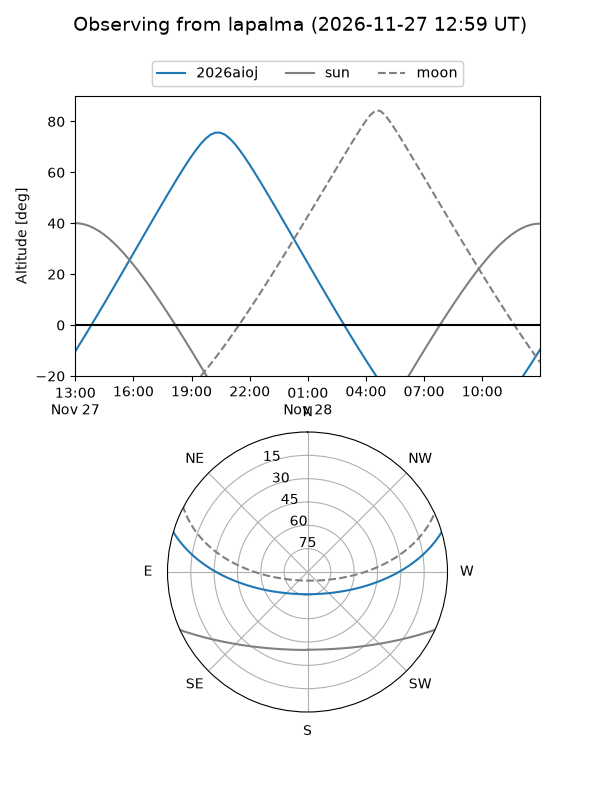 Observing from lapalma (2026-11-27 12:59 UT)
2026aioj sun moon
Altitude [deg]
80
60
40
20
0
−20
13:00 16:00 19:00 22:00 01:00 04:00 07:00 10:00
Nov 27 Nov 28
N
NE NW
15
30
45
60
75
E W
SE SW
S